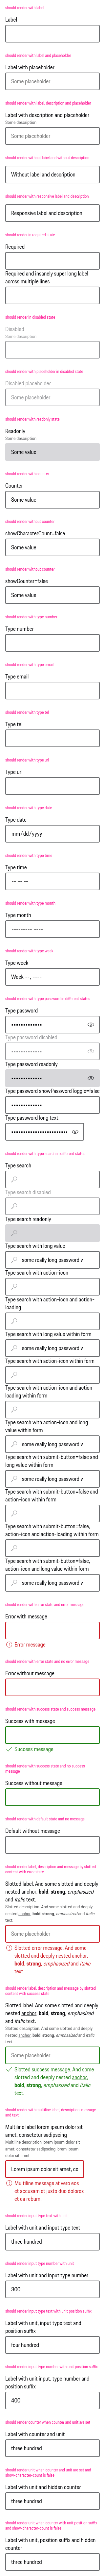 should render with label
Label
should render with label and placeholder
Label with placeholder
Some placeholder
should render with label, description and placeholder
Label with description and placeholder
Some description
Some placeholder
should render without label and without description
Without label and description
should render with responsive label and description
Responsive label and description
should render in required state
Required
Required and insanely super long label
across multiple lines
should render in disabled state
Disabled
Some description
should render with placeholder in disabled state
Disabled placeholder
Some placeholder
should render with readonly state
Readonly
Some description
Some value
should render with counter
Counter
Some value
should render without counter
showCharacterCount=false
Some value
should render without counter
showCounter=false
Some value
should render with type number
Type number
should render with type email
Type email
should render with type tel
Type tel
should render with type url
Type url
should render with type date
Type date
mm/dd/yyyy
should render with type time
Type time
--:-- --
should render with type month
Type month
--------- ----
should render with type week
Type week
Week --, ----
should render with type password in different states
Type password
••••••••••••••
Type password disabled
••••••••••••••
Type password readonly
••••••••••••••
Type password showPasswordToggle=false
••••••••••••••
Type password long text
should render with type search in different states
Type search
Type search disabled
Type search readonly
Type search with long value
some really long password v
Type search with action-icon
Type search with action-icon and action-
loading
Type search with long value within form
some really long password v
Type search with action-icon within form
Type search with action-icon and action-
loading within form
Type search with action-icon and long
value within form
some really long password v
Type search with submit-button=false and
long value within form
some really long password v
Type search with submit-button=false and
action-icon within form
Type search with submit-button=false,
action-icon and action-loading within form
Type search with submit-button=false,
action-icon and long value within form
some really long password v
should render with error state and error message
Error with message
Error message
should render with error state and no error message
Error without message
should render with success state and success message
Success with message
Success message
should render with success state and no success
message
Success without message
should render with default state and no message
Default without message
should render label, description and message by slotted
content with error state
Slotted label. And some slotted and deeply
nested anchor, bold, strong, emphasized
and italic text.
Slotted description. And some slotted and deeply
nested anchor, bold, strong, emphasized and italic
text.
Some placeholder
Slotted error message. And some
slotted and deeply nested anchor,
bold, strong, emphasized and italic
text.
should render label, description and message by slotted
content with success state
Slotted label. And some slotted and deeply
nested anchor, bold, strong, emphasized
and italic text.
Slotted description. And some slotted and deeply
nested anchor, bold, strong, emphasized and italic
text.
Some placeholder
Slotted success message. And some
slotted and deeply nested anchor,
bold, strong, emphasized and italic
text.
should render with multiline label, description, message
and text
Multiline label lorem ipsum dolor sit
amet, consetetur sadipscing
Multiline description lorem ipsum dolor sit
amet, consetetur sadipscing lorem ipsum
dolor sit amet
Lorem ipsum dolor sit amet, co
Multiline message at vero eos
et accusam et justo duo dolores
et ea rebum.
should render input type text with unit
Label with unit and input type text
three hundred
should render input type number with unit
Label with unit and input type number
300
should render input type text with unit position suffix
Label with unit, input type text and
position suffix
four hundred
should render input type number with unit position suffix
Label with unit and input type, number and
position suffix
400
should render counter when counter and unit are set
Label with counter and unit
three hundred
should render unit when counter and unit are set and
show-character-count is false
Label with unit and hidden counter
three hundred
should render unit when counter with unit position suffix
and show-character-count is false
Label with unit, position suffix and hidden
counter
three hundred